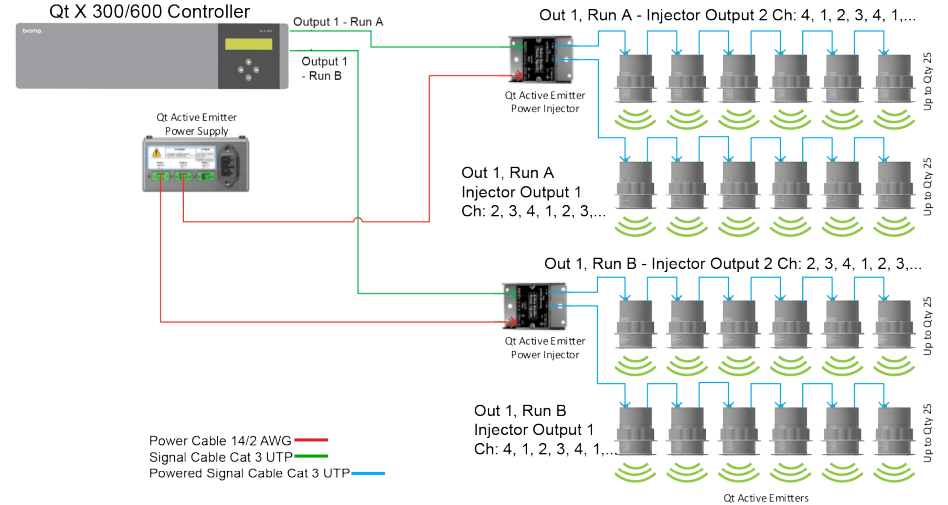 Qt X 300/600 Controller
biamp.
Output 1 - Run A
Output 1
- Run B
Out 1, Run A - Injector Output 2 Ch: 4, 1, 2, 3, 4, 1,...
Up to Qty 25
Qt Active Emitter
Power Injector
Qt Active Emitter
Power Supply
Out 1, Run A
Injector Output 1
Ch: 2, 3, 4, 1, 2, 3,...
Up to Qty 25
Out 1, Run B - Injector Output 2 Ch: 2, 3, 4, 1, 2, 3,...
Up to Qty 25
Qt Active Emitter
Power Injector
Out 1, Run B
Injector Output 1
Ch: 4, 1, 2, 3, 4, 1,...
Up to Qty 25
Power Cable 14/2 AWG
Signal Cable Cat 3 UTP
Powered Signal Cable Cat 3 UTP
Qt Active Emitters